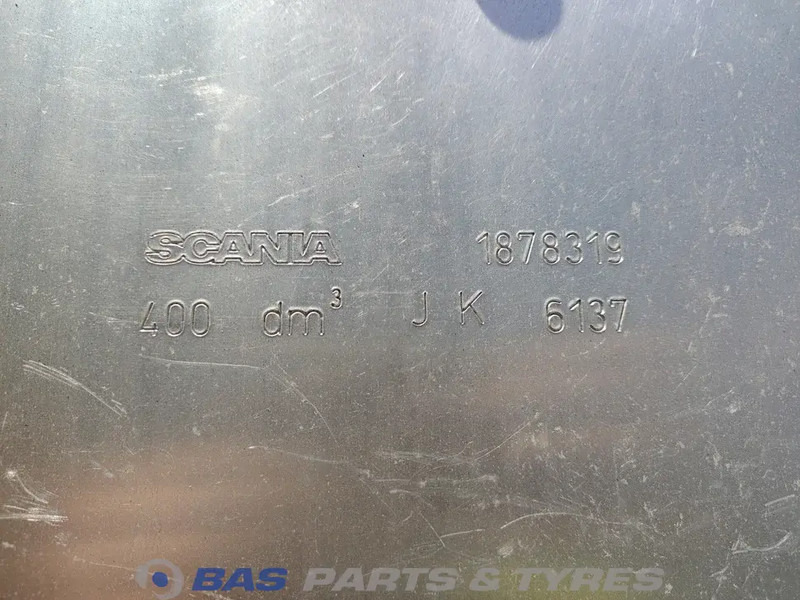 SCANIA 1878319
400 dm³ J K 6137
BAS PARTS & TYRES